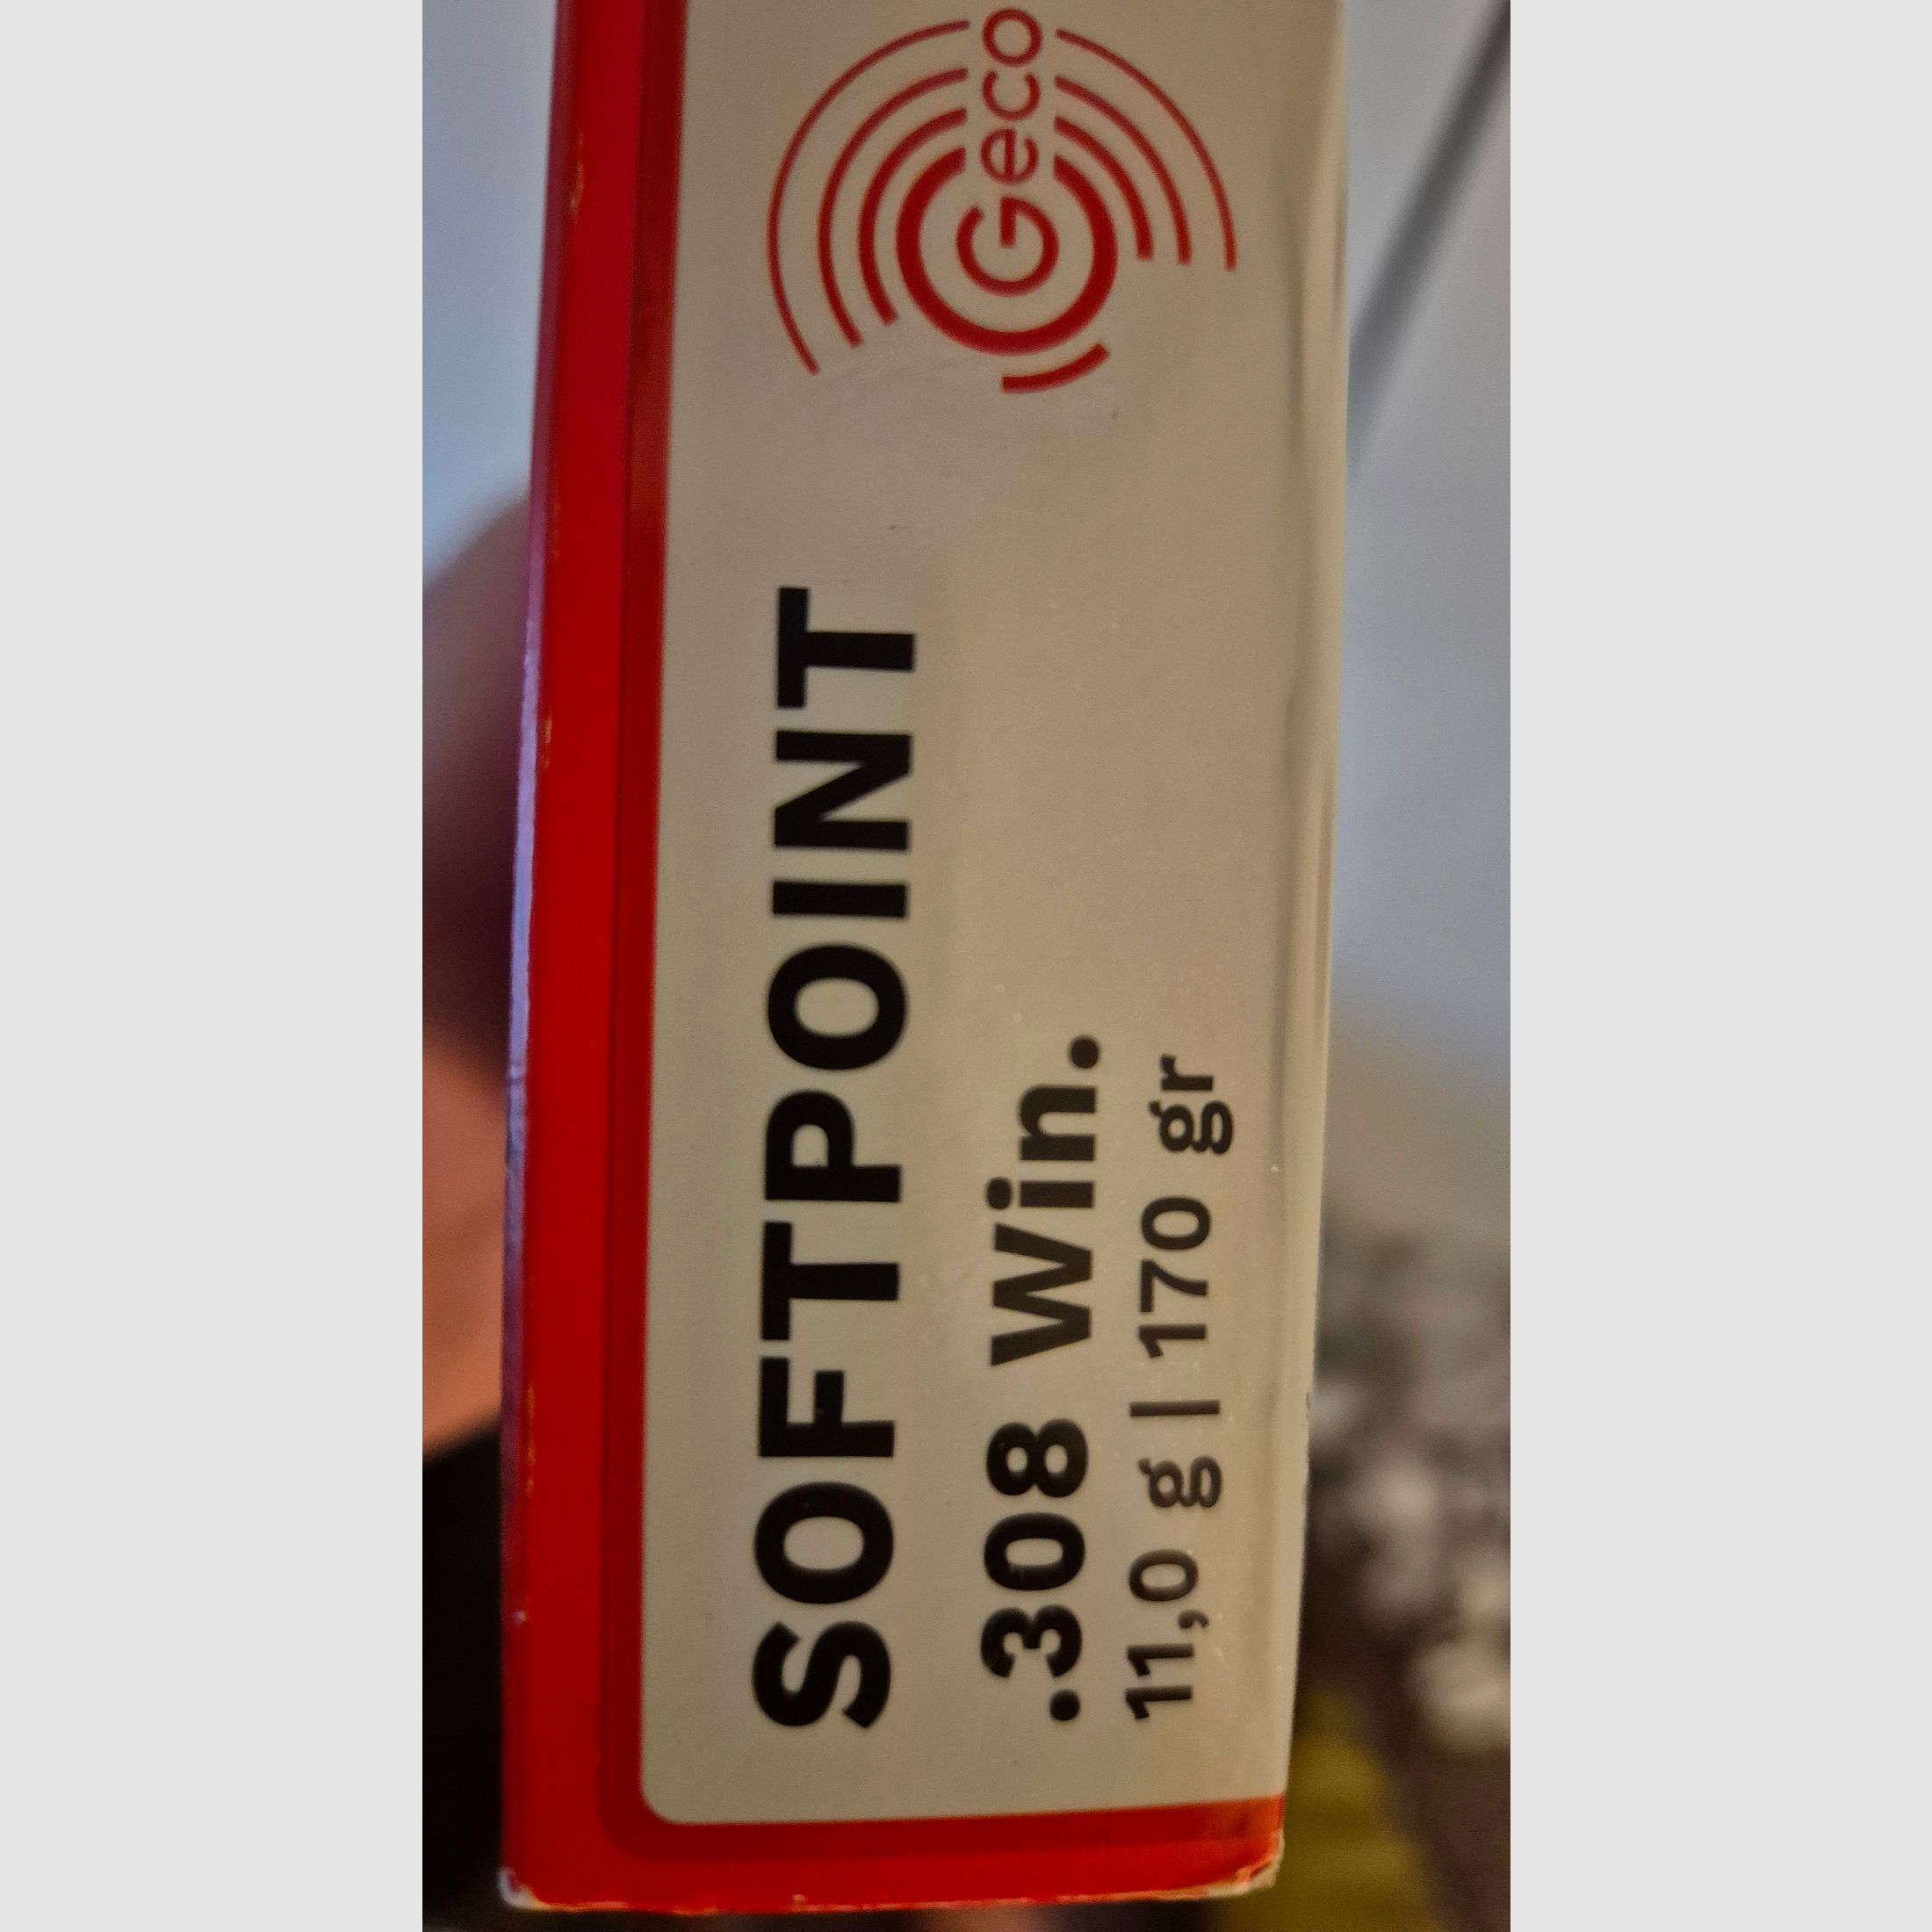 Geco
SOFTPOINT
.308 Win.
11,0 g | 170 gr